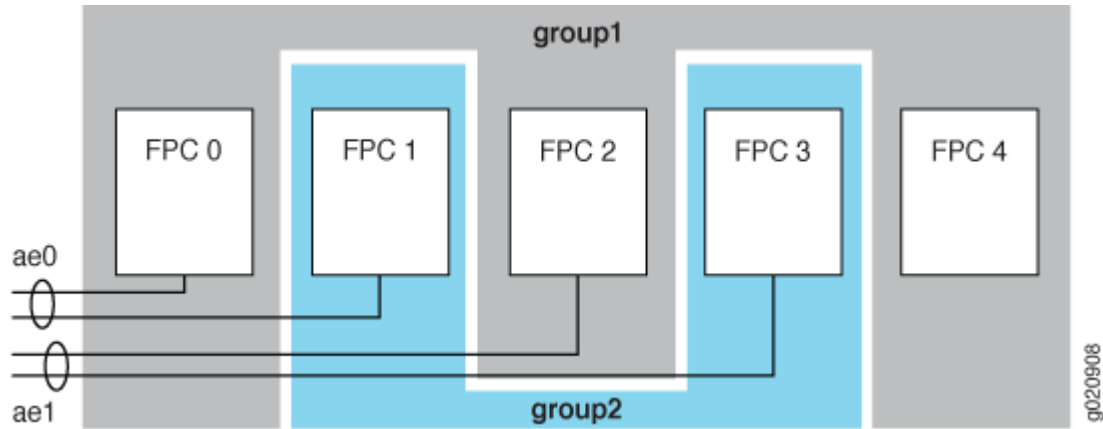 group1
FPC 0
FPC 1
FPC 2
FPC 3
FPC 4
ae0
ae1
group2
g020908